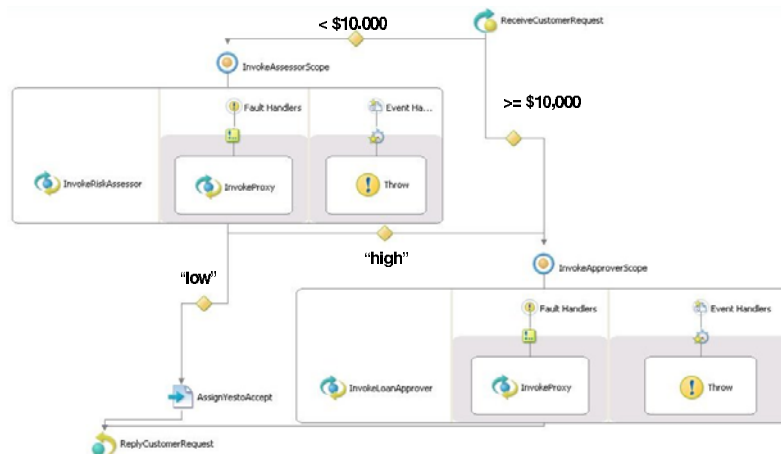 < $10.000
ReceiveCustomerRequest
InvokeAssessorScope
>= $10,000
Fault Handlers
Event Ha...
InvokeRiskAssessor
InvokeProxy
Throw
"high"
"low"
InvokeApproverScope
Fault Handlers
Event Handlers
InvokeLoanApprover
InvokeProxy
Throw
AssignYestoAccept
ReplyCustomerRequest